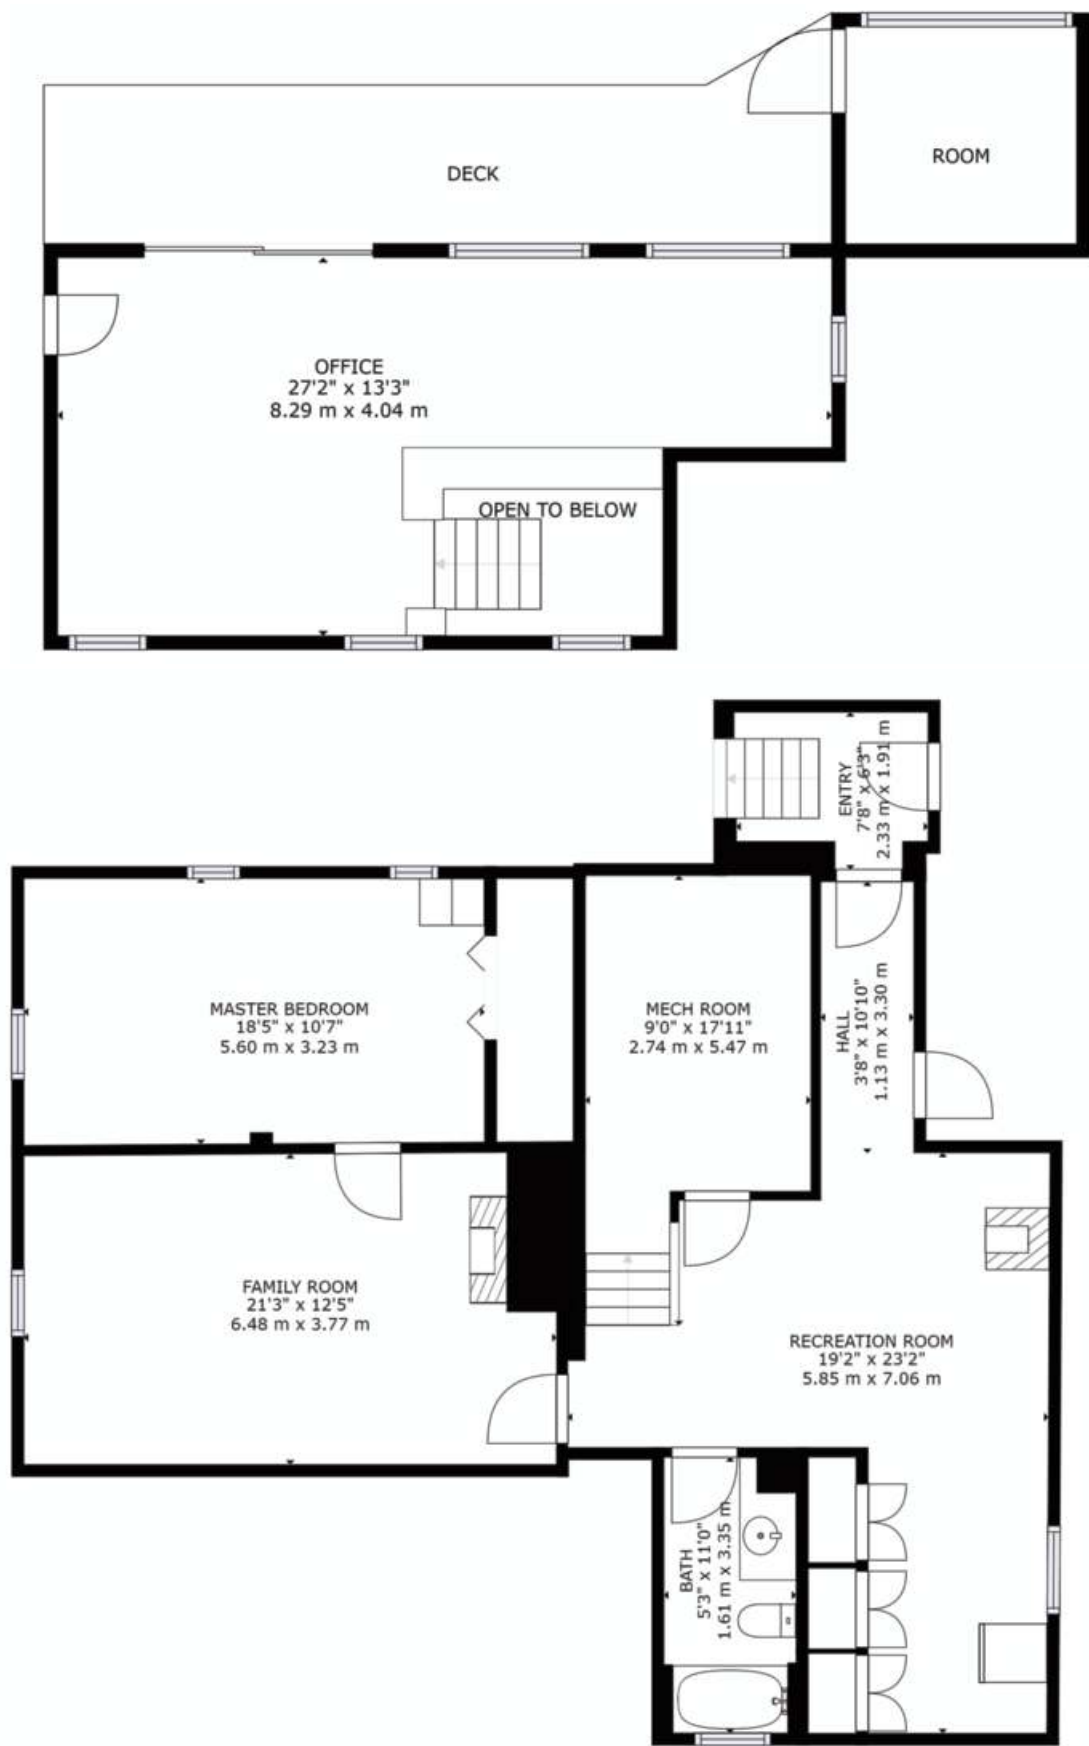 DECK
ROOM
OFFICE
27'2" x 13'3"
8.29 m x 4.04 m
OPEN TO BELOW
ENTRY
7'8" x 6'3"
2.33 m x 1.91 m
MASTER BEDROOM
18'5" x 10'7"
5.60 m x 3.23 m
MECH ROOM
9'0" x 17'11"
2.74 m x 5.47 m
HALL
3'8" x 10'10"
1.13 m x 3.30 m
FAMILY ROOM
21'3" x 12'5"
6.48 m x 3.77 m
RECREATION ROOM
19'2" x 23'2"
5.85 m x 7.06 m
BATH
5'3" x 11'0"
1.61 m x 3.35 m